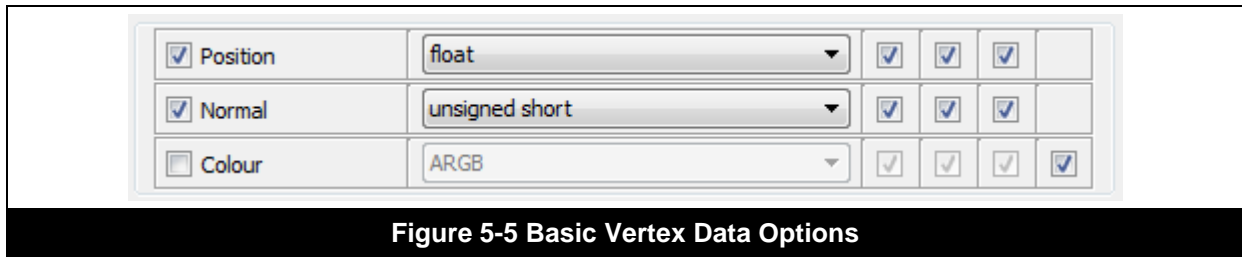 Position float
Normal unsigned short
Colour ARGB
Figure 5-5 Basic Vertex Data Options